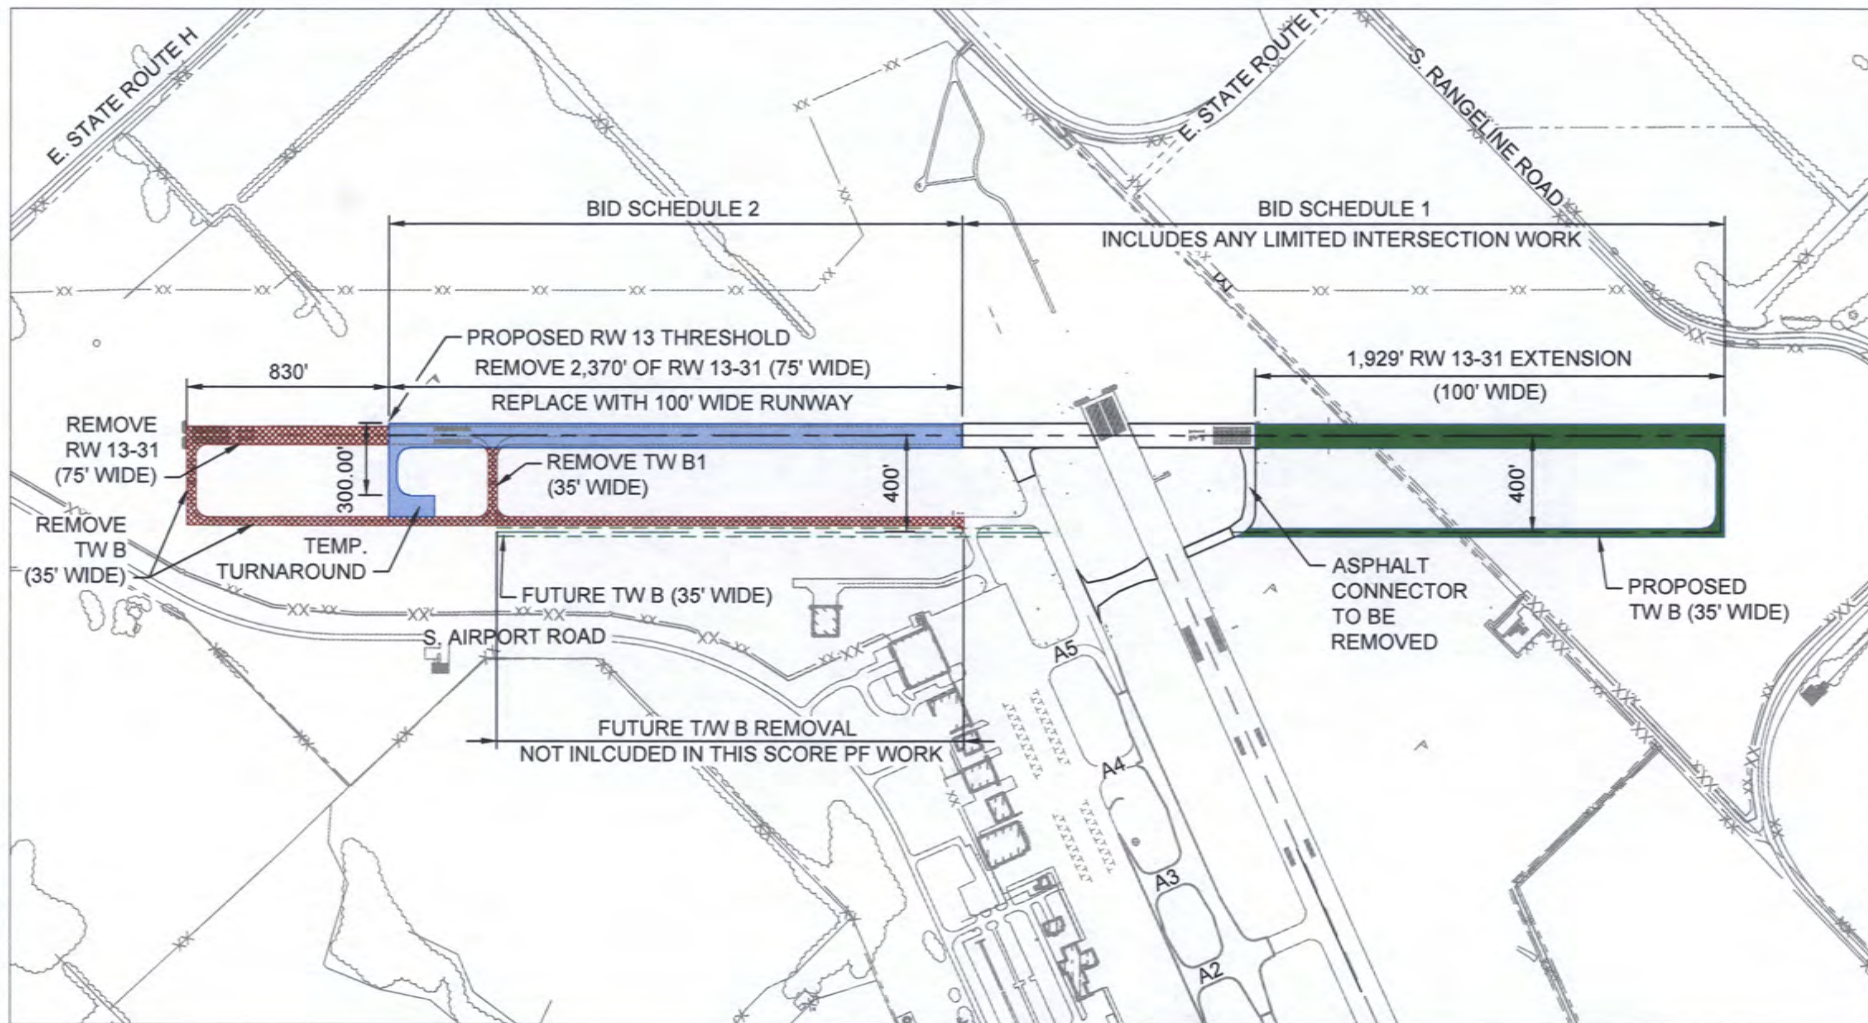 E. STATE ROUTE H
E. STATE ROUTE H
S. RANGELINE ROAD
BID SCHEDULE 2
BID SCHEDULE 1
INCLUDES ANY LIMITED INTERSECTION WORK
PROPOSED RW 13 THRESHOLD
830'
REMOVE 2,370' OF RW 13-31 (75' WIDE)
REPLACE WITH 100' WIDE RUNWAY
1,929' RW 13-31 EXTENSION
(100' WIDE)
REMOVE
RW 13-31
(75' WIDE)
300.00'
REMOVE TW B1
(35' WIDE)
400'
400'
REMOVE
TW B
(35' WIDE)
TEMP.
TURNAROUND
FUTURE TW B (35' WIDE)
ASPHALT
CONNECTOR
TO BE
REMOVED
PROPOSED
TW B (35' WIDE)
S. AIRPORT ROAD
A5
FUTURE T/W B REMOVAL
NOT INLCUDED IN THIS SCORE PF WORK
A4
A3
A2